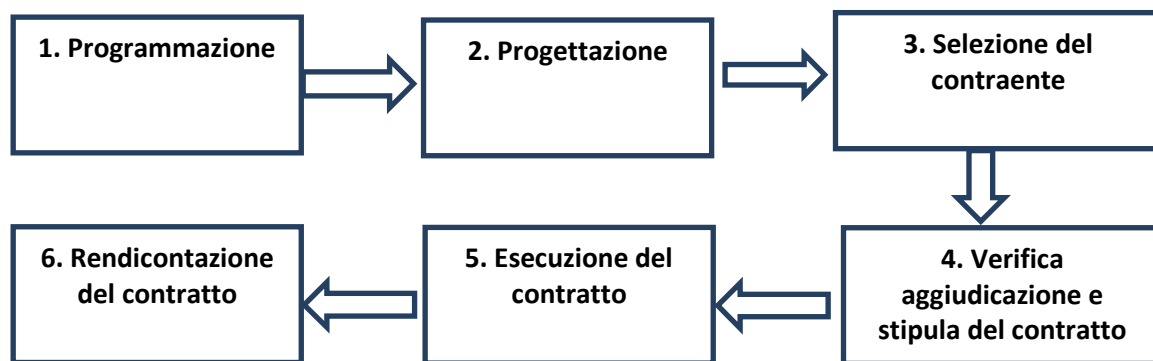 1. Programmazione
2. Progettazione
3. Selezione del
contraente
4. Verifica
aggiudicazione e
stipula del contratto
5. Esecuzione del
contratto
6. Rendicontazione
del contratto